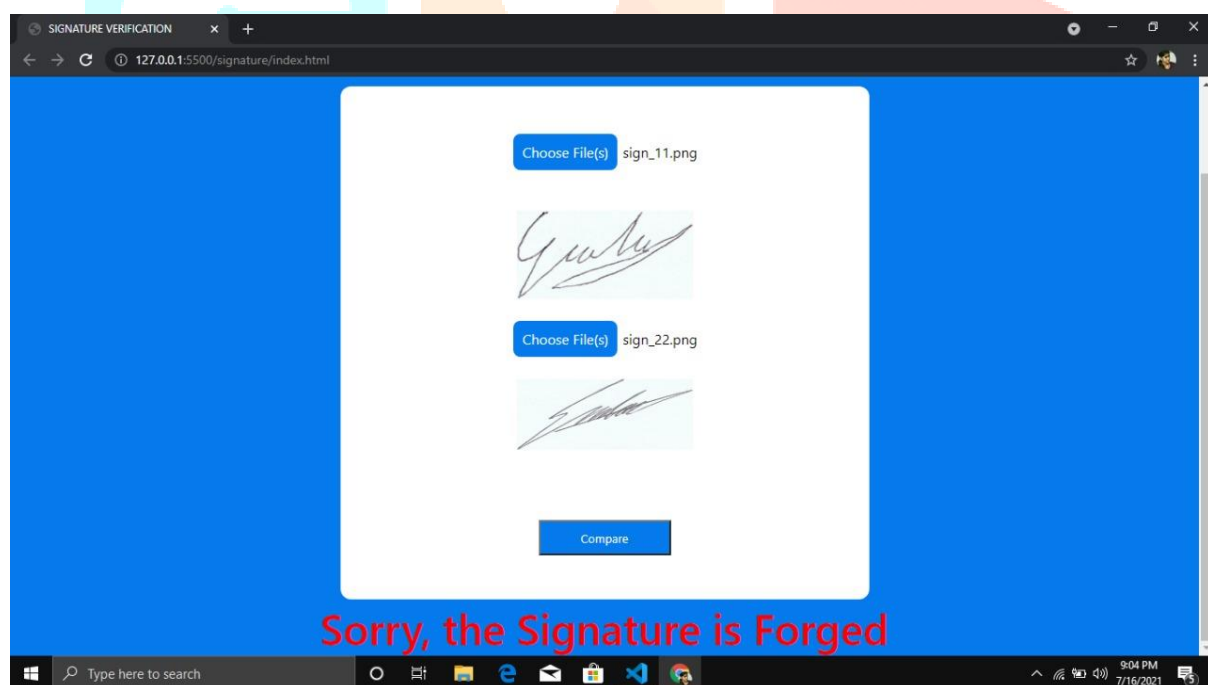 SIGNATURE VERIFICATION
127.0.0.1:5500/signature/index.html
Choose File(s) sign_11.png
Choose File(s) sign_22.png
Compare
Sorry, the Signature is Forged
Type here to search
9:04 PM
7/16/2021
5